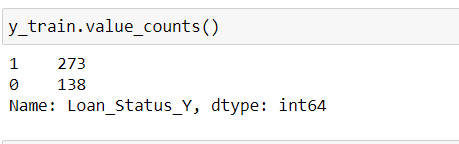 y_train.value_counts()
1    273
0    138
Name: Loan_Status_Y, dtype: int64